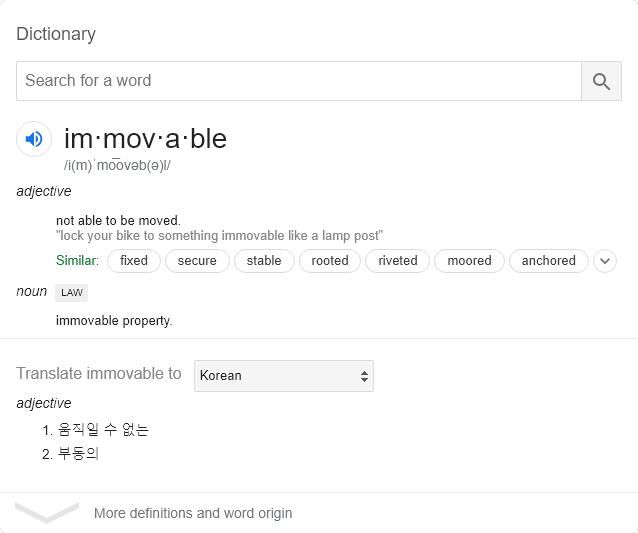 Dictionary
Search for a word
im·mov·a·ble
/i(m)ˈmo͞ovəb(ə)l/
adjective
not able to be moved.
"lock your bike to something immovable like a lamp post"
Similar: fixed secure stable rooted riveted moored anchored
noun LAW
immovable property.
Translate immovable to Korean
adjective
1. 움직일 수 없는
2. 부동의
More definitions and word origin